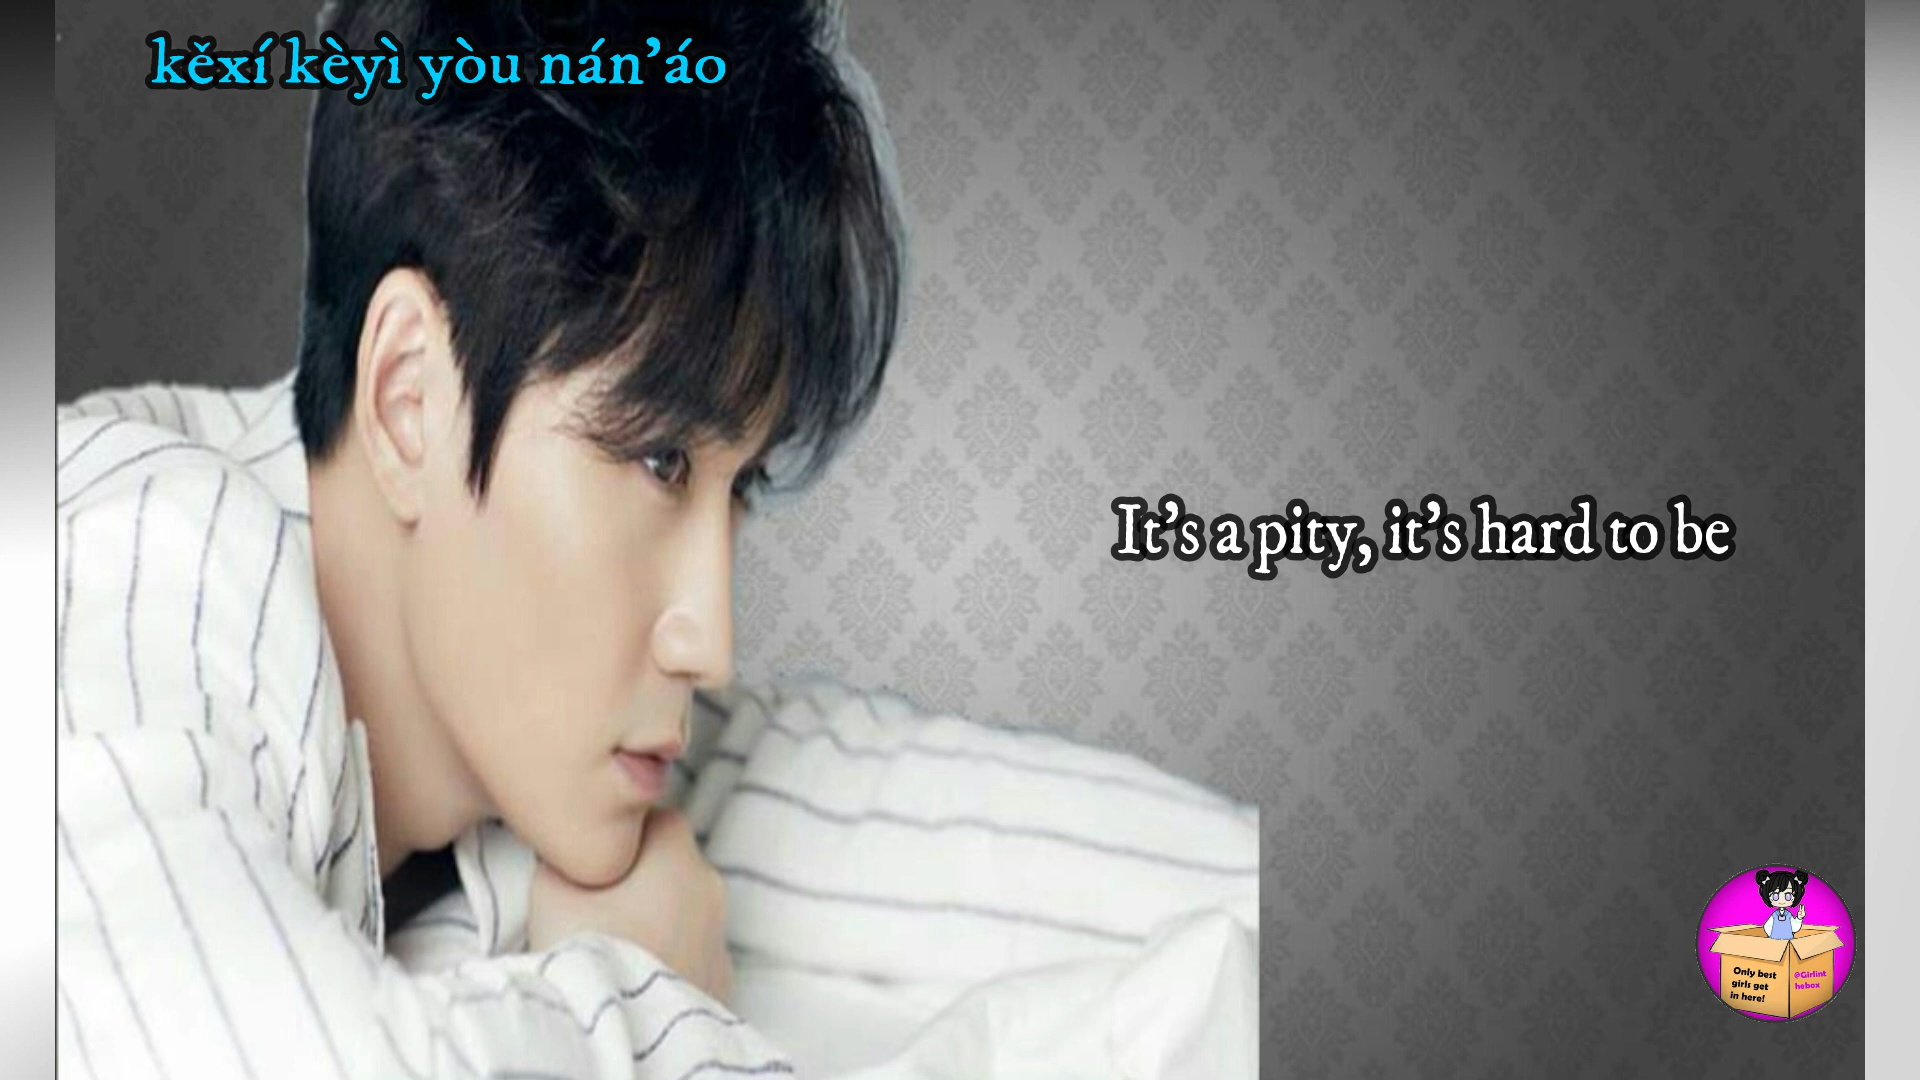 kěxí kèyì yòu nán’áo
It’s a pity, it’s hard to be
Only best
girls get
in here!
@Girlint
hebox